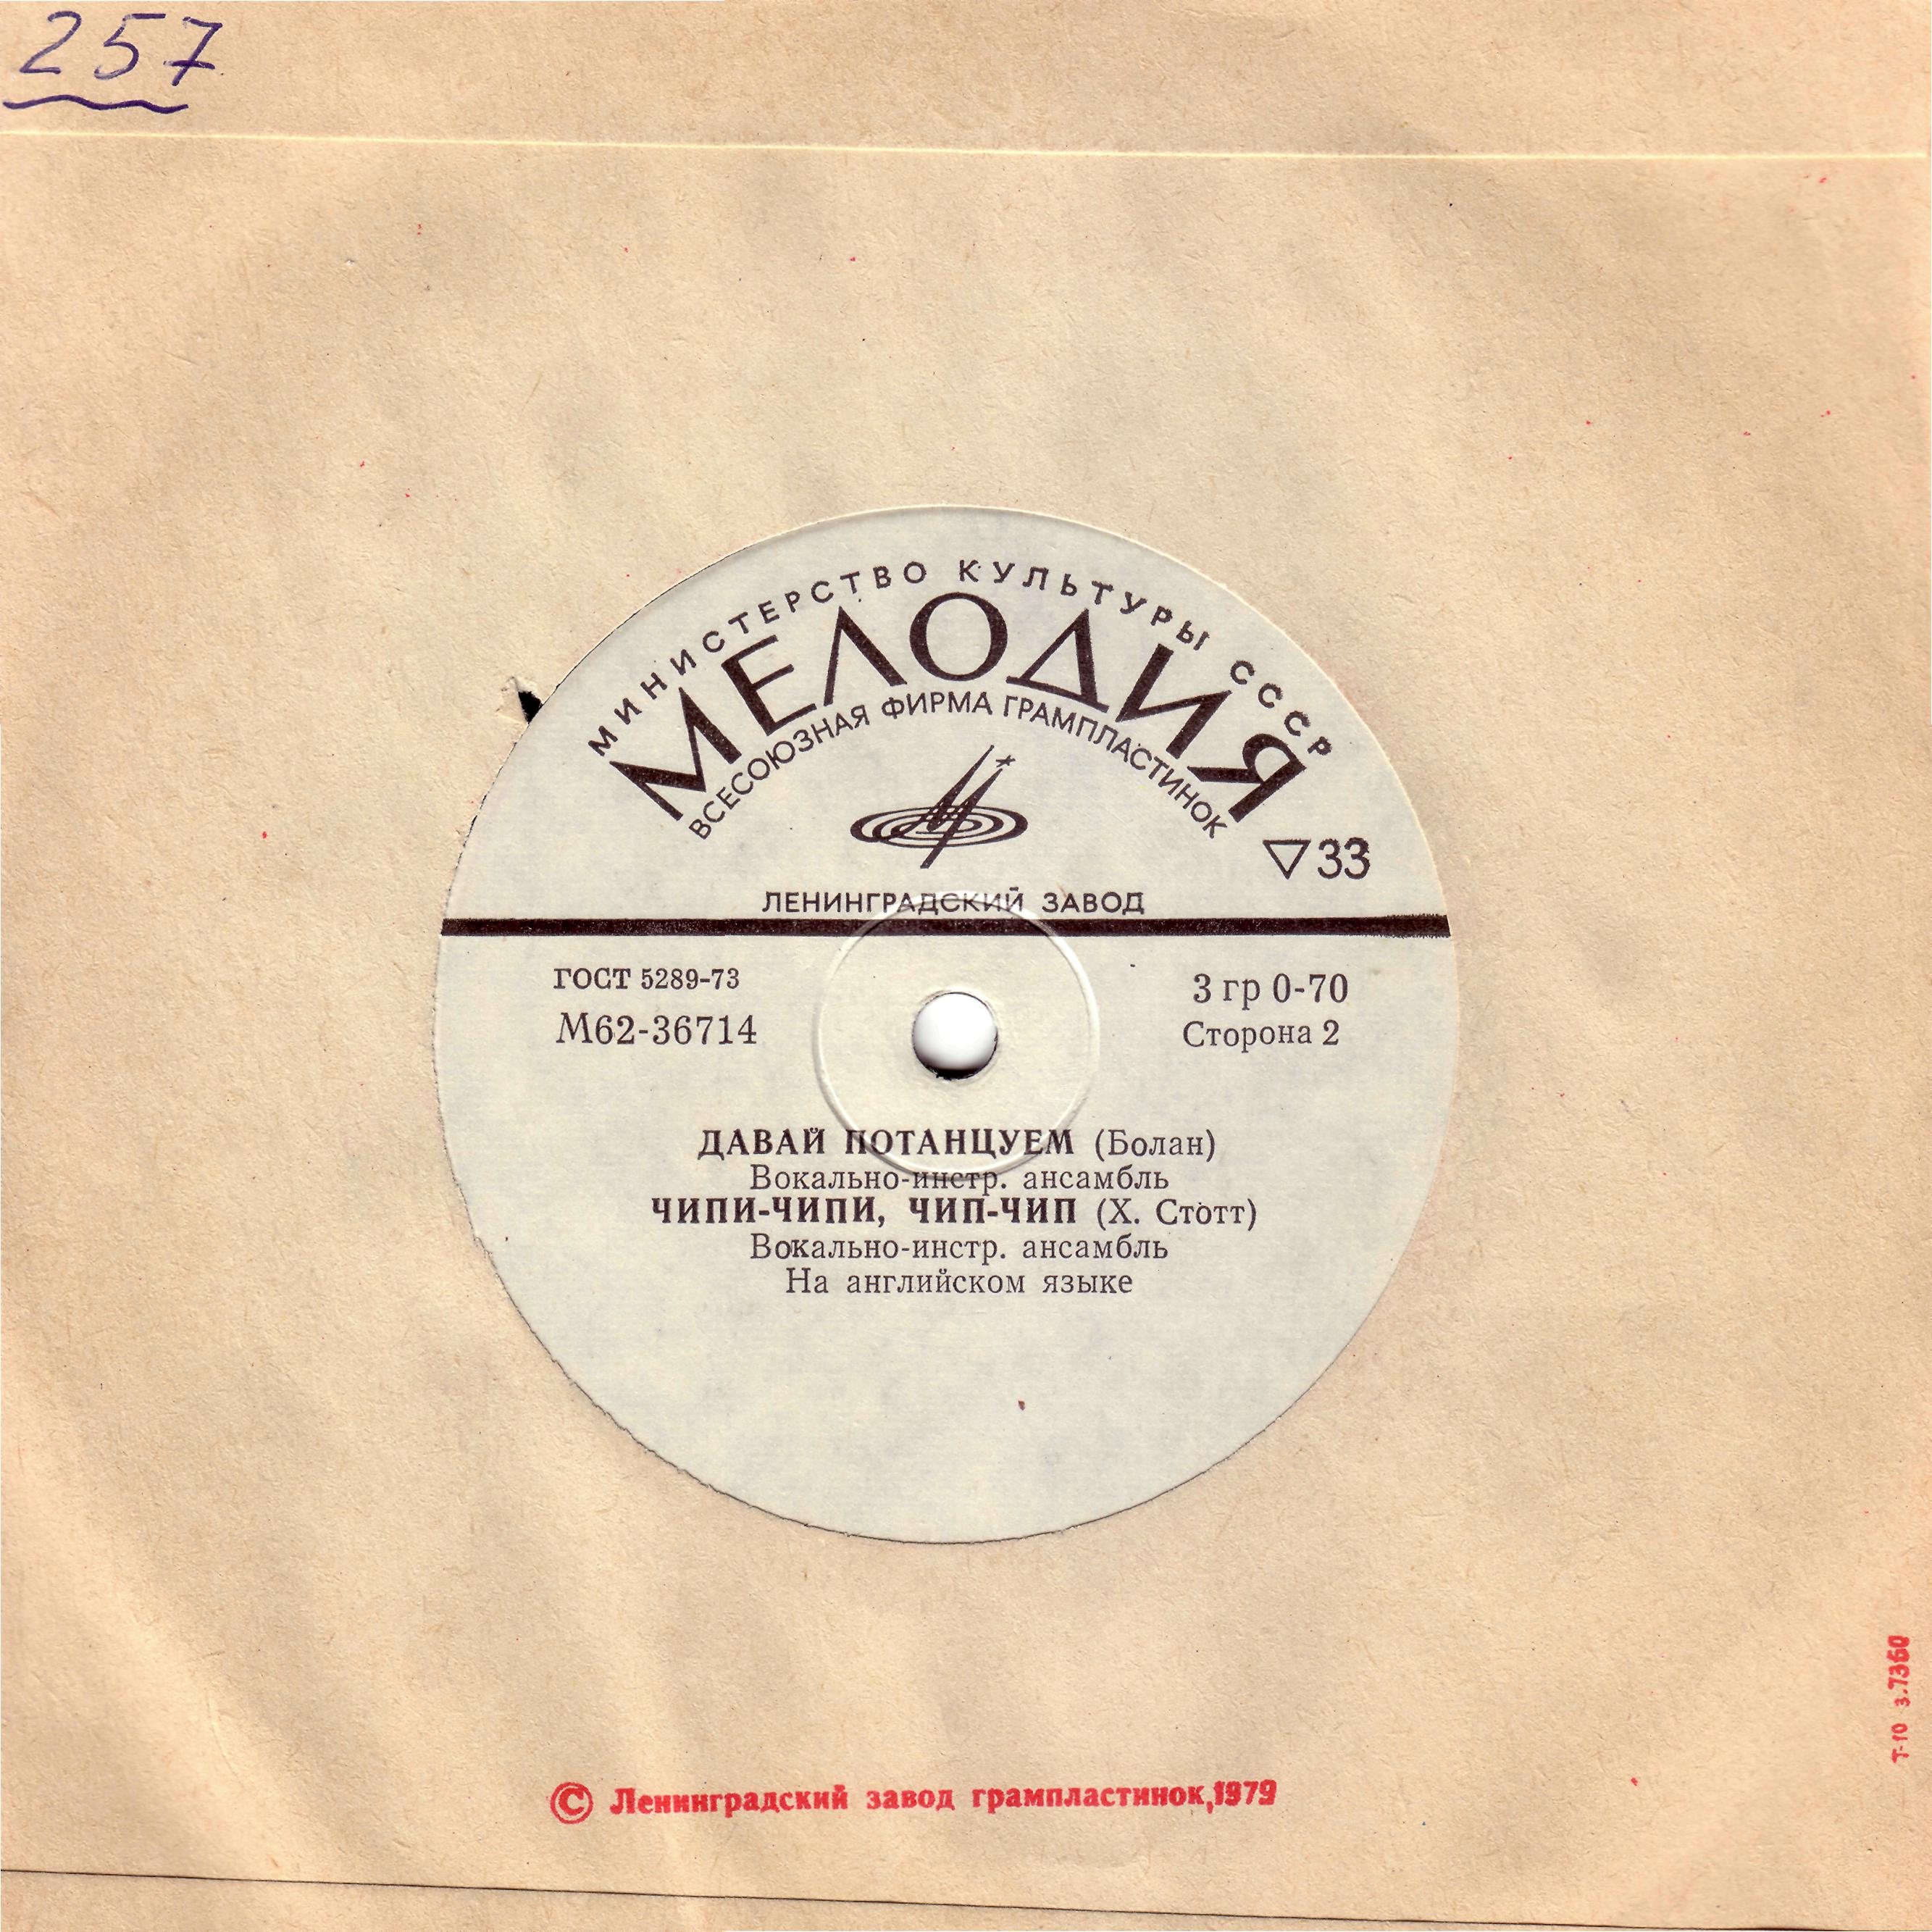 257
МИНИСТЕРСТВО КУЛЬТУРЫ СССР
МЕЛОДИЯ
ВСЕСОЮЗНАЯ ФИРМА ГРАМПЛАСТИНОК
▽33
ЛЕНИНГРАДСКИЙ ЗАВОД
ГОСТ 5289-73
3 гр 0-70
М62-36714
Сторона 2
ДАВАЙ ПОТАНЦУЕМ (Болан)
Вокально-инстр. ансамбль
ЧИПИ-ЧИПИ, ЧИП-ЧИП (Х. Стотт)
Вокально-инстр. ансамбль
На английском языке
Т-10 з.7360
© Ленинградский завод грампластинок,1979